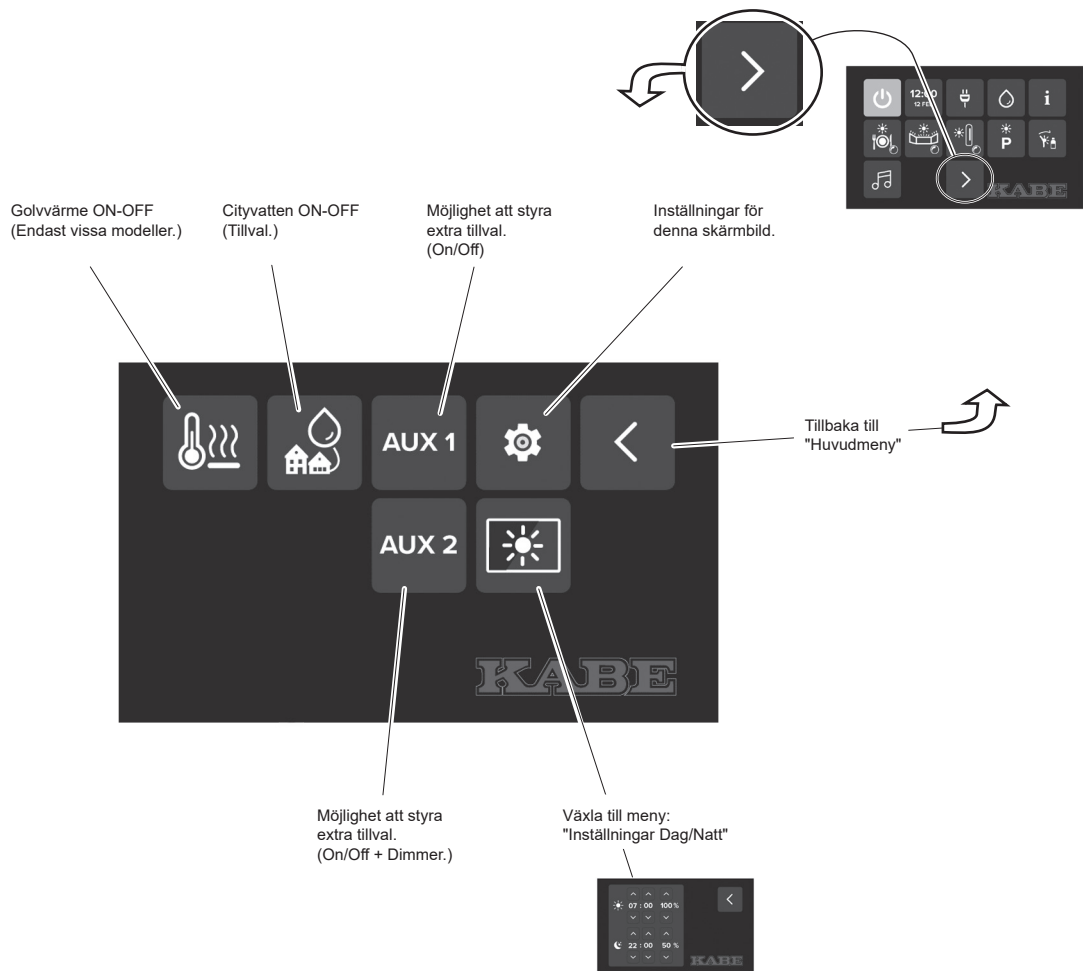 12:00
12 FEB
i
P
KABE
Golvvärme ON-OFF
(Endast vissa modeller.)
Cityvatten ON-OFF
(Tillval.)
Möjlighet att styra
extra tillval.
(On/Off)
Inställningar för
denna skärmbild.
AUX 1
Tillbaka till
"Huvudmeny"
AUX 2
KABE
Möjlighet att styra
extra tillval.
(On/Off + Dimmer.)
Växla till meny:
"Inställningar Dag/Natt"
07 : 00 100 %
22 : 00 50 %
KABE